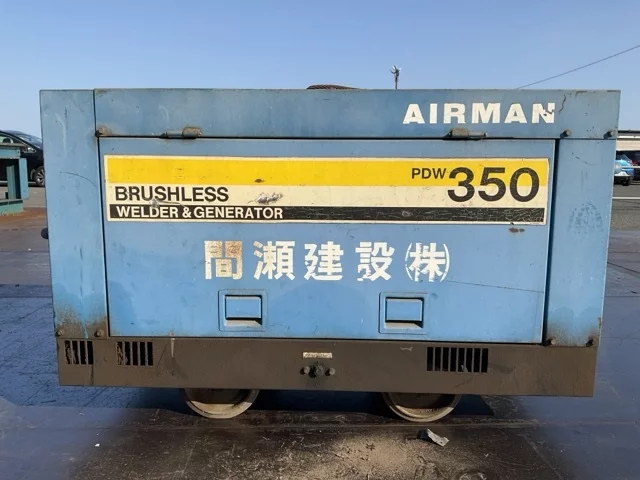 AIRMAN
PDW 350
BRUSHLESS
WELDER & GENERATOR
間瀬建設㈱